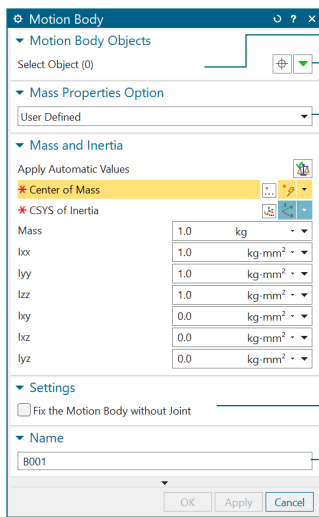 Motion Body ? ×
Motion Body Objects
Select Object (0)
Mass Properties Option
User Defined
Mass and Inertia
Apply Automatic Values
* Center of Mass
* CSYS of Inertia
Mass 1.0 kg
Ixx 1.0 kg·mm²
Iyy 1.0 kg·mm²
Izz 1.0 kg·mm²
Ixy 0.0 kg·mm²
Ixz 0.0 kg·mm²
Iyz 0.0 kg·mm²
Settings
Fix the Motion Body without Joint
Name
B001
OK Apply Cancel